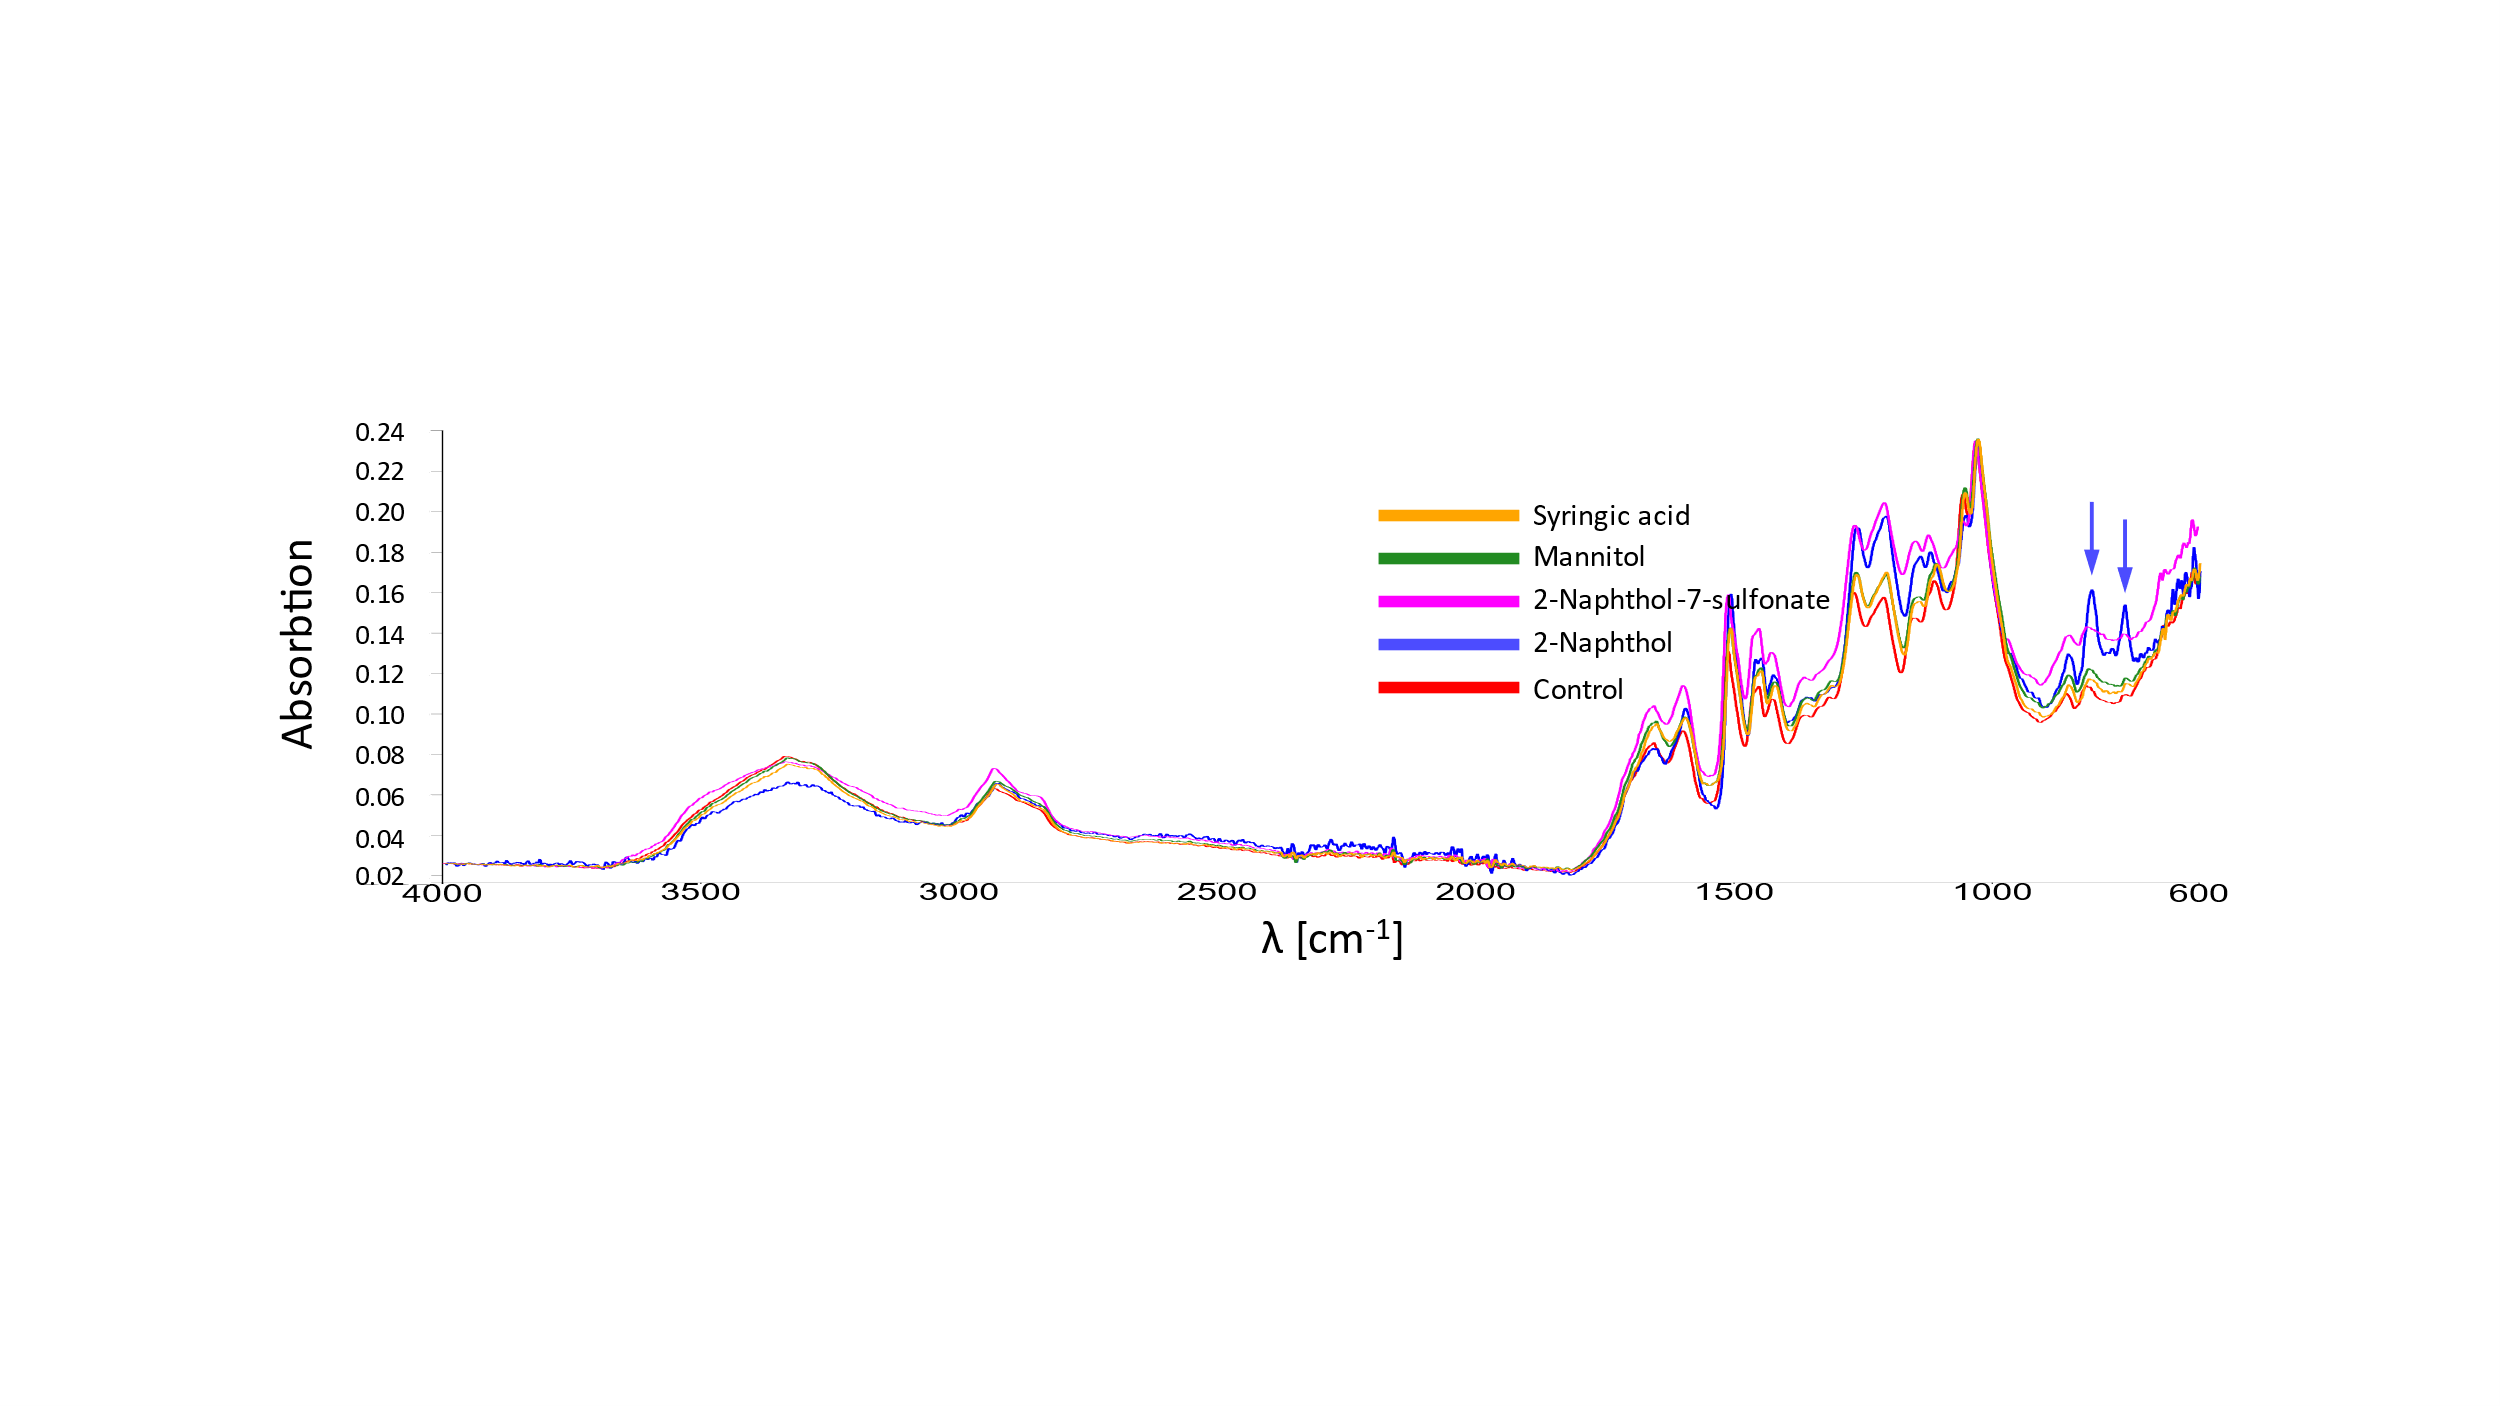 0.24
0.22
0.20
0.18
0.16
0.14
0.12
0.10
0.08
0.06
0.04
0.02
Absorbtion
Syringic acid
Mannitol
2-Naphthol-7-sulfonate
2-Naphthol
Control
4000 3500 3000 2500 2000 1500 1000 600
λ [cm⁻¹]